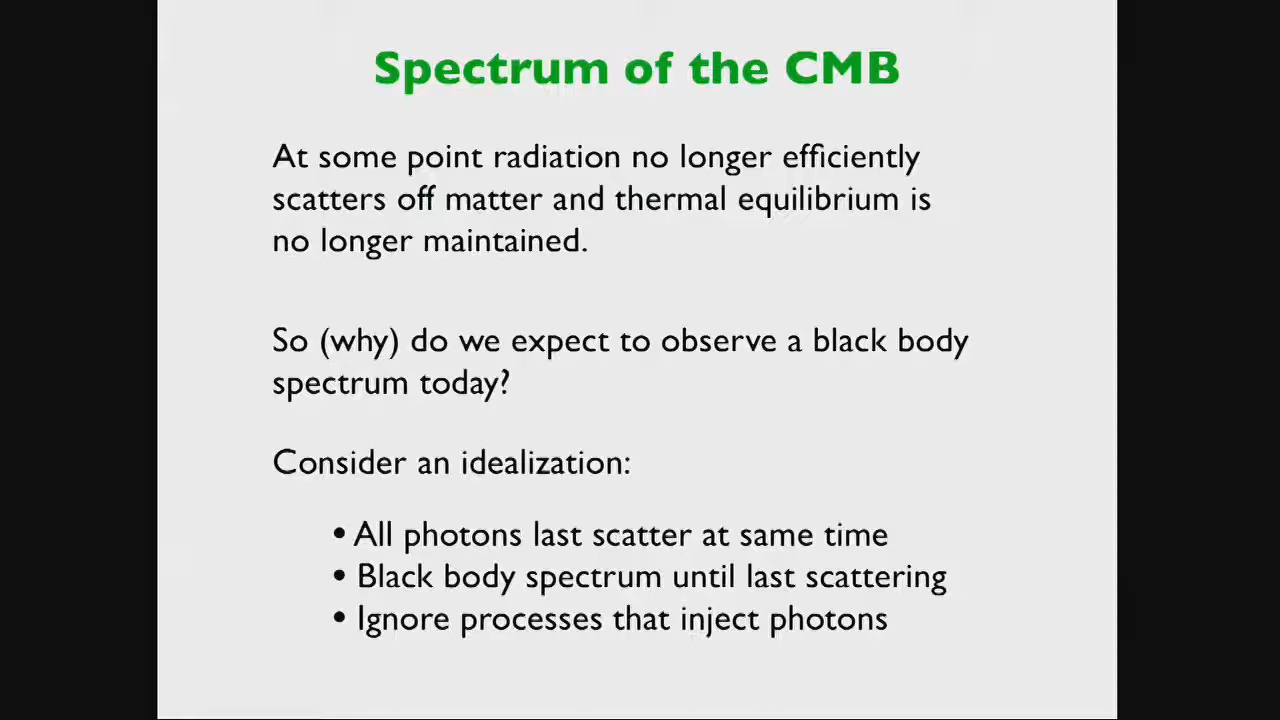 Spectrum of the CMB
At some point radiation no longer efficiently
scatters off matter and thermal equilibrium is
no longer maintained.
So (why) do we expect to observe a black body
spectrum today?
Consider an idealization:
• All photons last scatter at same time
• Black body spectrum until last scattering
• Ignore processes that inject photons